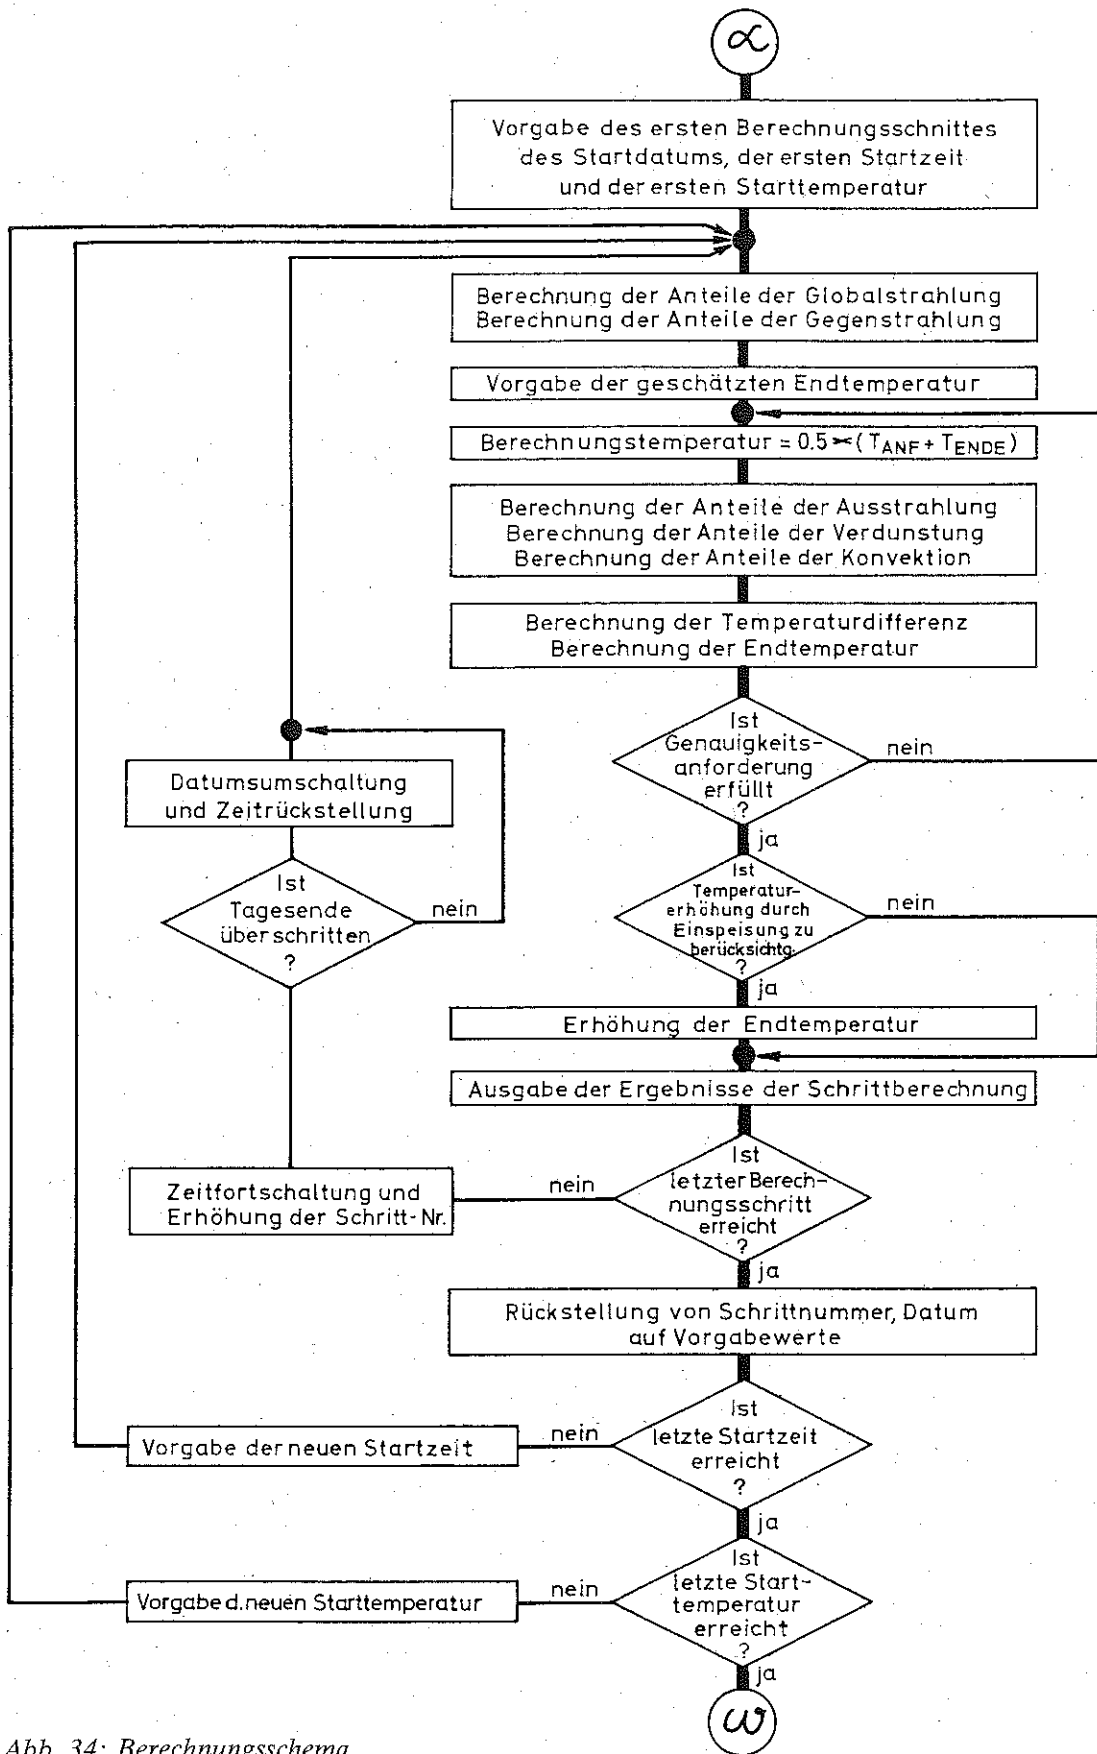 α
Vorgabe des ersten Berechnungsschnittes
des Startdatums, der ersten Startzeit
und der ersten Starttemperatur
Berechnung der Anteile der Globalstrahlung
Berechnung der Anteile der Gegenstrahlung
Vorgabe der geschätzten Endtemperatur
Berechnungstemperatur = 0.5 * (TANF + TENDE)
Berechnung der Anteile der Ausstrahlung
Berechnung der Anteile der Verdunstung
Berechnung der Anteile der Konvektion
Berechnung der Temperaturdifferenz
Berechnung der Endtemperatur
Ist
Genauigkeits-
anforderung
erfüllt
?
nein
ja
Datumsumschaltung
und Zeitrückstellung
Ist
Tagesende
überschritten
?
nein
Ist
Temperatur-
erhöhung durch
Einspeisung zu
berücksichtg.
?
nein
ja
Erhöhung der Endtemperatur
Ausgabe der Ergebnisse der Schrittberechnung
Ist
letzter Berech-
nungsschritt
erreicht
?
nein
ja
Zeitfortschaltung und
Erhöhung der Schritt-Nr.
Rückstellung von Schrittnummer, Datum
auf Vorgabewerte
Ist
letzte Startzeit
erreicht
?
nein
ja
Vorgabe der neuen Startzeit
Ist
letzte Start-
temperatur
erreicht
?
nein
ja
Vorgabe d. neuen Starttemperatur
ω
Abb. 34: Berechnungsschema